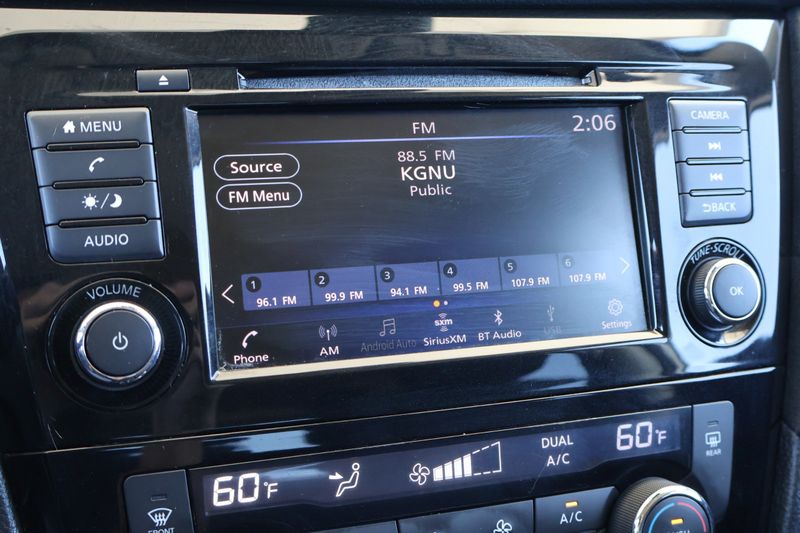 FM
2:06
MENU
AUDIO
VOLUME
Source
FM Menu
88.5 FM
KGNU
Public
1
96.1 FM
2
99.9 FM
3
94.1 FM
4
99.5 FM
5
107.9 FM
6
107.9 FM
Phone
AM
Android Auto
sxm
SiriusXM
BT Audio
USB
Settings
CAMERA
BACK
TUNE·SCROLL
OK
60°F
DUAL
A/C
60°F
REAR
FRONT
A/C
PUSH